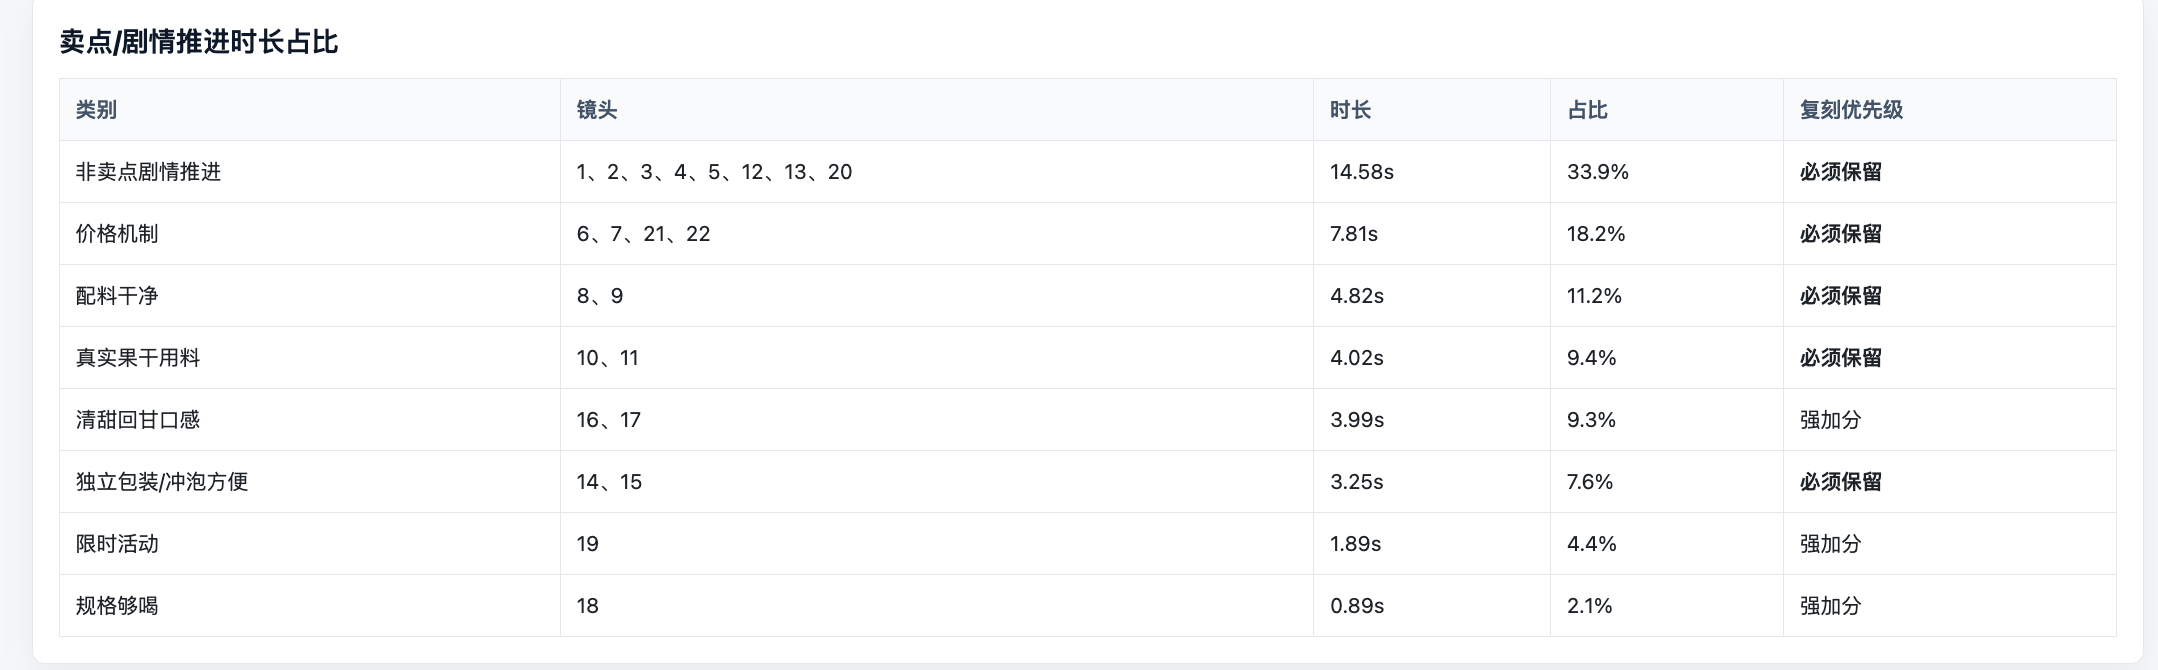 卖点/剧情推进时长占比
类别 镜头 时长 占比 复刻优先级
非卖点剧情推进 1、2、3、4、5、12、13、20 14.58s 33.9% 必须保留
价格机制 6、7、21、22 7.81s 18.2% 必须保留
配料干净 8、9 4.82s 11.2% 必须保留
真实果干用料 10、11 4.02s 9.4% 必须保留
清甜回甘口感 16、17 3.99s 9.3% 强加分
独立包装/冲泡方便 14、15 3.25s 7.6% 必须保留
限时活动 19 1.89s 4.4% 强加分
规格够喝 18 0.89s 2.1% 强加分